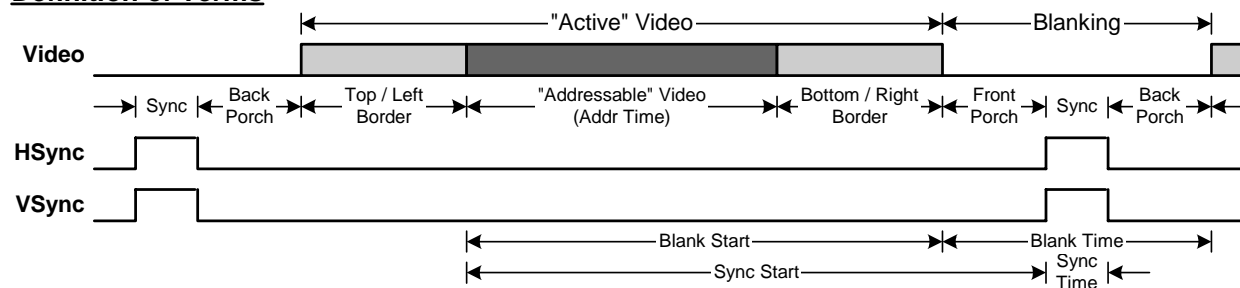 Definition of Terms
"Active" Video
Blanking
Video
Sync
Back
Porch
Top / Left
Border
"Addressable" Video
(Addr Time)
Bottom / Right
Border
Front
Porch
Sync
Back
Porch
HSync
VSync
Blank Start
Blank Time
Sync Start
Sync
Time